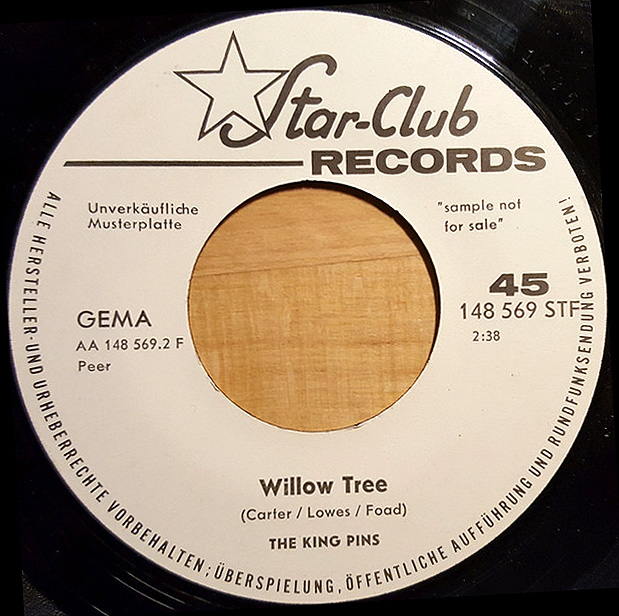 Star-Club
RECORDS
Unverkäufliche
Musterplatte
"sample not
for sale"
GEMA
AA 148 569.2 F
Peer
45
148 569 STF
2:38
Willow Tree
(Carter / Lowes / Foad)
THE KING PINS
ALLE HERSTELLER- UND URHEBERRECHTE VORBEHALTEN; ÜBERSPIELUNG, ÖFFENTLICHE AUFFÜHRUNG UND RUNDFUNKSENDUNG VERBOTEN!